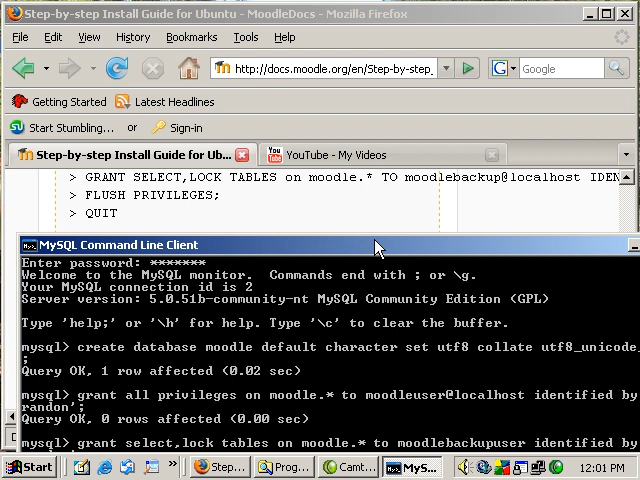 Step-by-step Install Guide for Ubuntu - MoodleDocs - Mozilla Firefox
File Edit View History Bookmarks Tools Help
http://docs.moodle.org/en/Step-by-step_
Google
Getting Started Latest Headlines
Start Stumbling... or Sign-in
Step-by-step Install Guide for Ub... YouTube - My Videos
> GRANT SELECT,LOCK TABLES on moodle.* TO moodlebackup@localhost IDEN
> FLUSH PRIVILEGES;
> QUIT
MySQL Command Line Client
Enter password: *******
Welcome to the MySQL monitor.  Commands end with ; or \g.
Your MySQL connection id is 2
Server version: 5.0.51b-community-nt MySQL Community Edition (GPL)
Type 'help;' or '\h' for help. Type '\c' to clear the buffer.
mysql> create database moodle default character set utf8 collate utf8_unicode_
;
Query OK, 1 row affected (0.02 sec)
mysql> grant all privileges on moodle.* to moodleuser@localhost identified by
randon';
Query OK, 0 rows affected (0.00 sec)
mysql> grant select,lock tables on moodle.* to moodlebackupuser identified by
Start Step... Prog... Camt... MyS... 12:01 PM